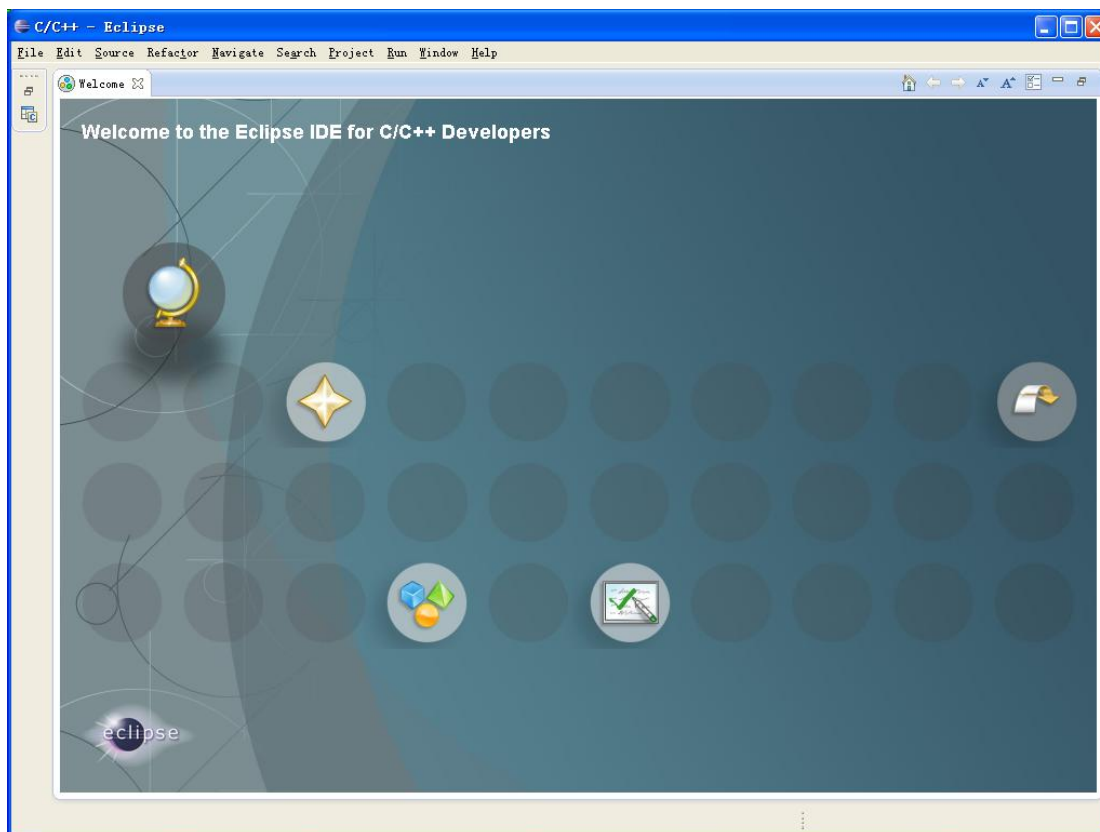 C/C++ - Eclipse
File Edit Source Refactor Navigate Search Project Run Window Help
Welcome
Welcome to the Eclipse IDE for C/C++ Developers
eclipse